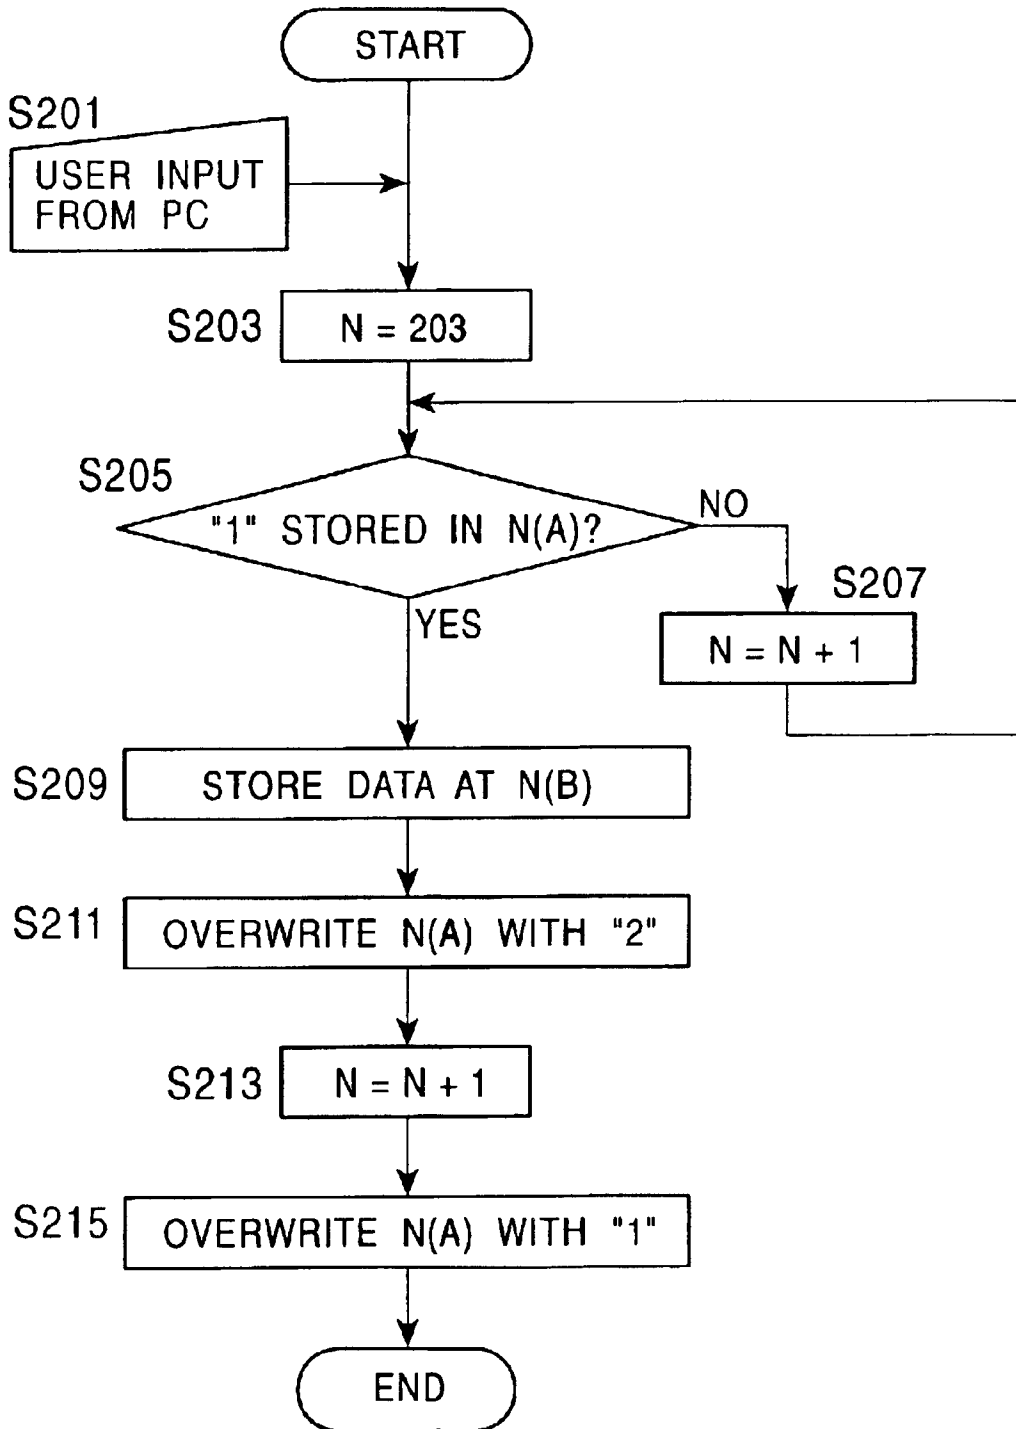 START
S201
USER INPUT
FROM PC
S203
N = 203
S205
"1" STORED IN N(A)?
NO
S207
YES
N = N + 1
S209
STORE DATA AT N(B)
S211
OVERWRITE N(A) WITH "2"
S213
N = N + 1
S215
OVERWRITE N(A) WITH "1"
END